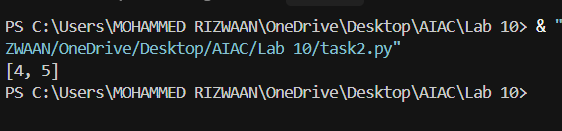 PS C:\Users\MOHAMMED RIZWAAN\OneDrive\Desktop\AIAC\Lab 10> & "
ZWAAN/OneDrive/Desktop/AIAC/Lab 10/task2.py"
[4, 5]
PS C:\Users\MOHAMMED RIZWAAN\OneDrive\Desktop\AIAC\Lab 10>